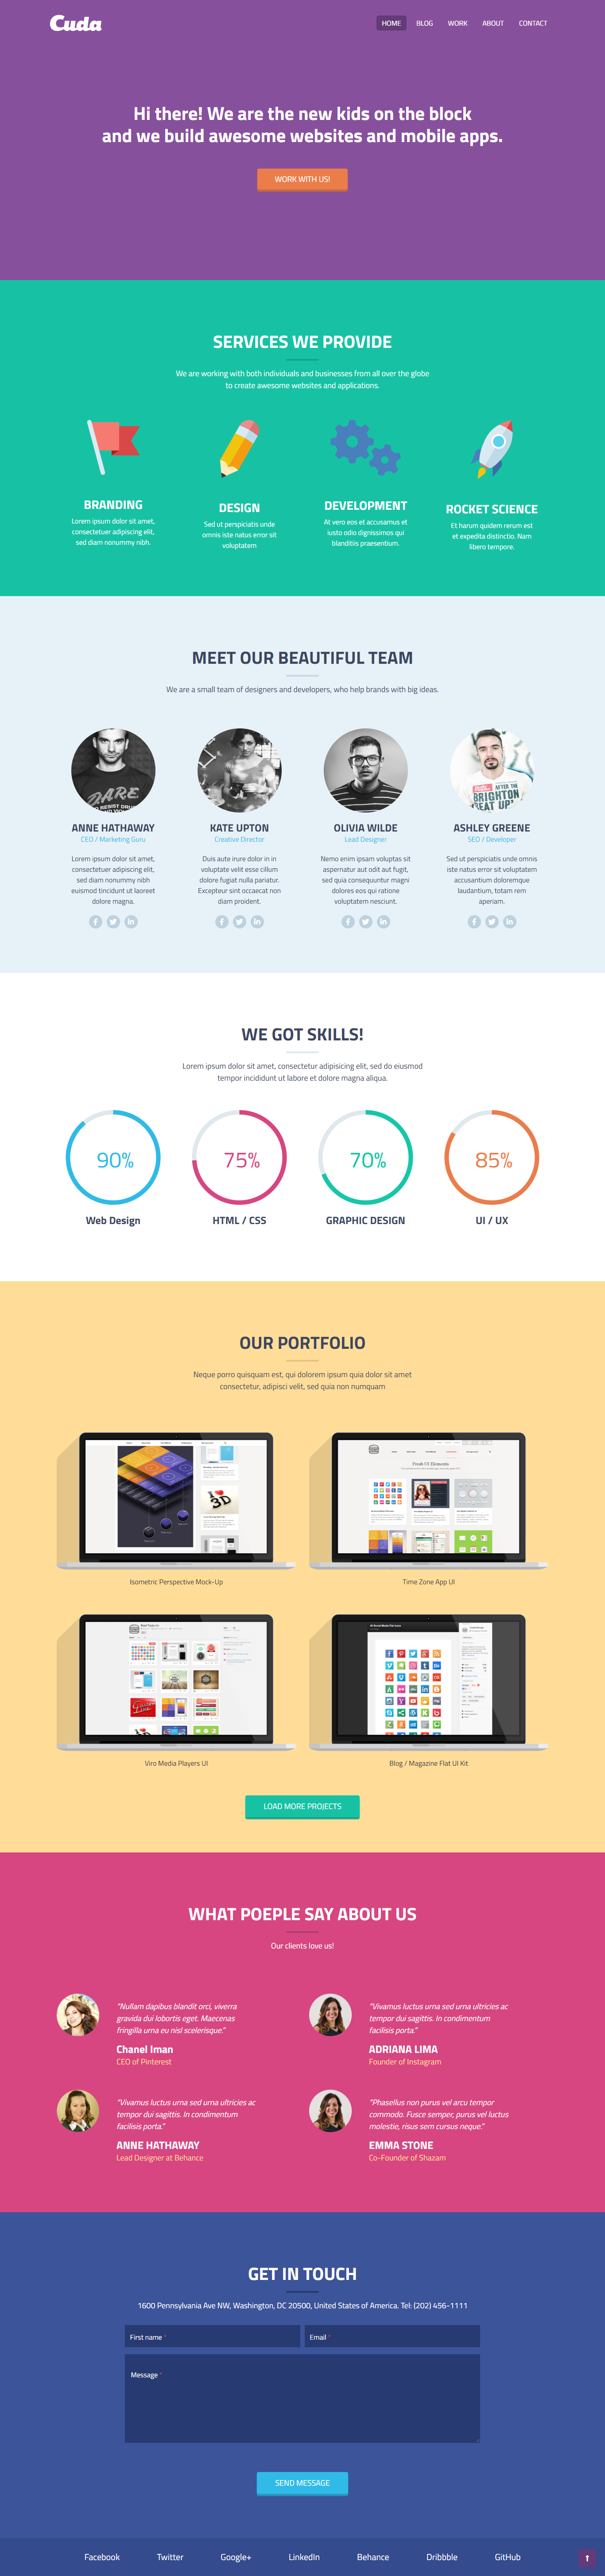 Cuda
HOME BLOG WORK ABOUT CONTACT
Hi there! We are the new kids on the block
and we build awesome websites and mobile apps.
WORK WITH US!
SERVICES WE PROVIDE
We are working with both individuals and businesses from all over the globe
to create awesome websites and applications.
BRANDING
Lorem ipsum dolor sit amet,
consectetuer adipiscing elit,
sed diam nonummy nibh.
DESIGN
Sed ut perspiciatis unde
omnis iste natus error sit
voluptatem
DEVELOPMENT
At vero eos et accusamus et
iusto odio dignissimos qui
blanditiis praesentium.
ROCKET SCIENCE
Et harum quidem rerum est
et expedita distinctio. Nam
libero tempore.
MEET OUR BEAUTIFUL TEAM
We are a small team of designers and developers, who help brands with big ideas.
DARE
AFTER THE
BRIGHTON
BEAT UP
ANNE HATHAWAY
CEO / Marketing Guru
Lorem ipsum dolor sit amet,
consectetuer adipiscing elit,
sed diam nonummy nibh
euismod tincidunt ut laoreet
dolore magna.
KATE UPTON
Creative Director
Duis aute irure dolor in in
voluptate velit esse cillum
dolore fugiat nulla pariatur.
Excepteur sint occaecat non
diam proident.
OLIVIA WILDE
Lead Designer
Nemo enim ipsam voluptas sit
aspernatur aut odit aut fugit,
sed quia consequuntur magni
dolores eos qui ratione
voluptatem nesciunt.
ASHLEY GREENE
SEO / Developer
Sed ut perspiciatis unde omnis
iste natus error sit voluptatem
accusantium doloremque
laudantium, totam rem
aperiam.
WE GOT SKILLS!
Lorem ipsum dolor sit amet, consectetur adipisicing elit, sed do eiusmod
tempor incididunt ut labore et dolore magna aliqua.
90%
Web Design
75%
HTML / CSS
70%
GRAPHIC DESIGN
85%
UI / UX
OUR PORTFOLIO
Neque porro quisquam est, qui dolorem ipsum quia dolor sit amet
consectetur, adipisci velit, sed quia non numquam
I ♥ 3D
Isometric Perspective Mock-Up
Fresh UI Elements
Time Zone App UI
Viro Media Players UI
Blog / Magazine Flat UI Kit
LOAD MORE PROJECTS
WHAT POEPLE SAY ABOUT US
Our clients love us!
"Nullam dapibus blandit orci, viverra
gravida dui lobortis eget. Maecenas
fringilla urna eu nisl scelerisque."
Chanel Iman
CEO of Pinterest
"Vivamus luctus urna sed urna ultricies ac
tempor dui sagittis. In condimentum
facilisis porta."
ADRIANA LIMA
Founder of Instagram
"Vivamus luctus urna sed urna ultricies ac
tempor dui sagittis. In condimentum
facilisis porta."
ANNE HATHAWAY
Lead Designer at Behance
"Phasellus non purus vel arcu tempor
commodo. Fusce semper, purus vel luctus
molestie, risus sem cursus neque."
EMMA STONE
Co-Founder of Shazam
GET IN TOUCH
1600 Pennsylvania Ave NW, Washington, DC 20500, United States of America. Tel: (202) 456-1111
First name *
Email *
Message *
SEND MESSAGE
Facebook Twitter Google+ LinkedIn Behance Dribbble GitHub